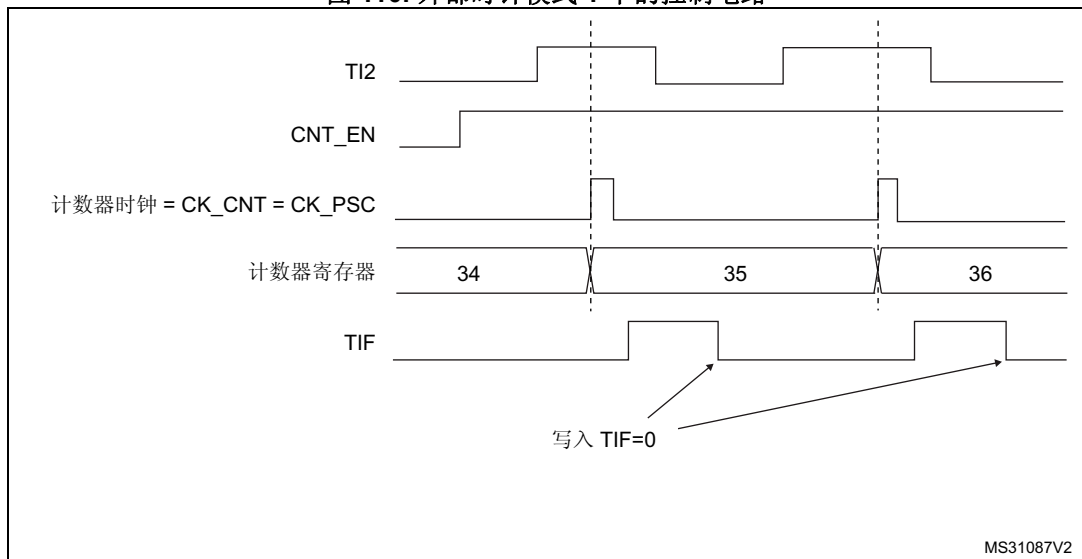 TI2
CNT_EN
计数器时钟 = CK_CNT = CK_PSC
计数器寄存器 34 35 36
TIF
写入 TIF=0
MS31087V2